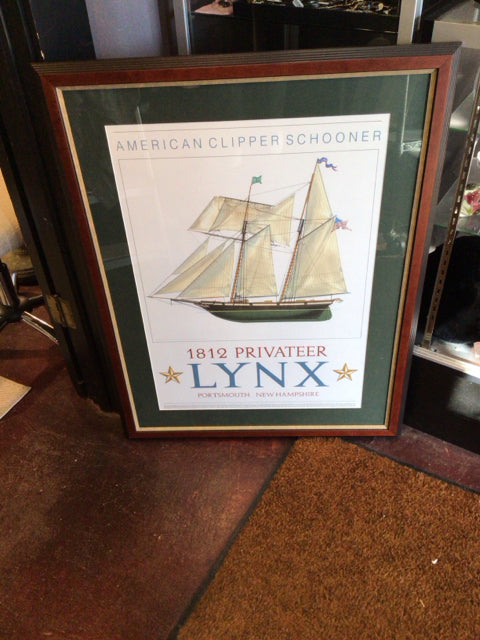 AMERICAN CLIPPER SCHOONER
1812 PRIVATEER
LYNX
PORTSMOUTH NEW HAMPSHIRE